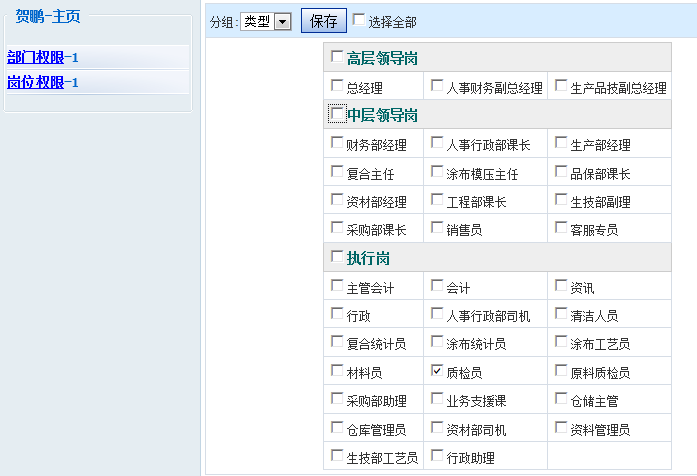 贺鹏-主页
部门权限-1
岗位权限-1
分组: 类型 保存 选择全部
高层领导岗
总经理 人事财务副总经理 生产品技副总经理
中层领导岗
财务部经理 人事行政部课长 生产部经理
复合主任 涂布模压主任 品保部课长
资材部经理 工程部课长 生技部副理
采购部课长 销售员 客服专员
执行岗
主管会计 会计 资讯
行政 人事行政部司机 清洁人员
复合统计员 涂布统计员 涂布工艺员
材料员 质检员 原料质检员
采购部助理 业务支援课 仓储主管
仓库管理员 资材部司机 资料管理员
生技部工艺员 行政助理